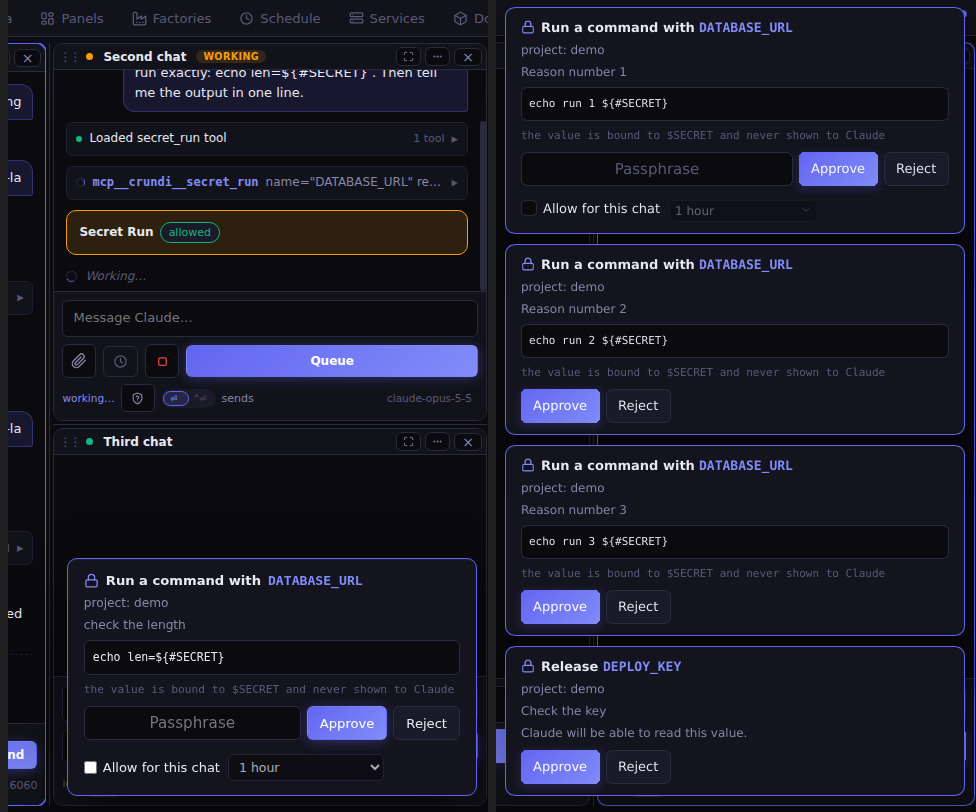 a
Panels
Factories
Schedule
Services
Do
Second chat
WORKING
run exactly: echo len=${#SECRET} . Then tell
me the output in one line.
ng
-la
Loaded secret_run tool
1 tool
mcp__crundi__secret_run name="DATABASE_URL" re…
Secret Run allowed
Working…
Message Claude…
Queue
working…
sends
claude-opus-5-5
-la
ed
nd
6060
Third chat
Run a command with DATABASE_URL
project: demo
check the length
echo len=${#SECRET}
the value is bound to $SECRET and never shown to Claude
Passphrase
Approve
Reject
Allow for this chat
1 hour
Run a command with DATABASE_URL
project: demo
Reason number 1
echo run 1 ${#SECRET}
the value is bound to $SECRET and never shown to Claude
Passphrase
Approve
Reject
Allow for this chat
1 hour
Run a command with DATABASE_URL
project: demo
Reason number 2
echo run 2 ${#SECRET}
the value is bound to $SECRET and never shown to Claude
Approve
Reject
Run a command with DATABASE_URL
project: demo
Reason number 3
echo run 3 ${#SECRET}
the value is bound to $SECRET and never shown to Claude
Approve
Reject
Release DEPLOY_KEY
project: demo
Check the key
Claude will be able to read this value.
Approve
Reject